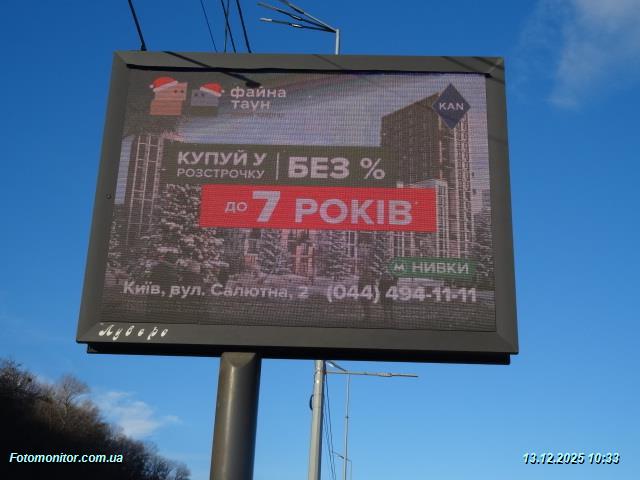 файна
таун
KAN
КУПУЙ У
РОЗСТРОЧКУ
БЕЗ %
ДО 7 РОКІВ
М НИВКИ
Київ, вул. Салютна, 2 (044) 494-11-11
Луверс
Fotomonitor.com.ua
13.12.2025 10:33